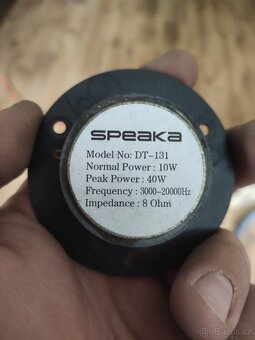 SPEAKA
Model No: DT-131
Normal Power : 10W
Peak Power : 40W
Frequency : 3000-20000Hz
Impedance : 8 Ohm